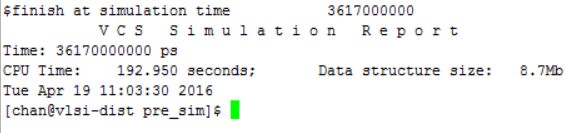 $finish at simulation time 3617000000
V C S S i m u l a t i o n R e p o r t
Time: 36170000000 ps
CPU Time: 192.950 seconds; Data structure size: 8.7Mb
Tue Apr 19 11:03:30 2016
[chan@vlsi-dist pre_sim]$